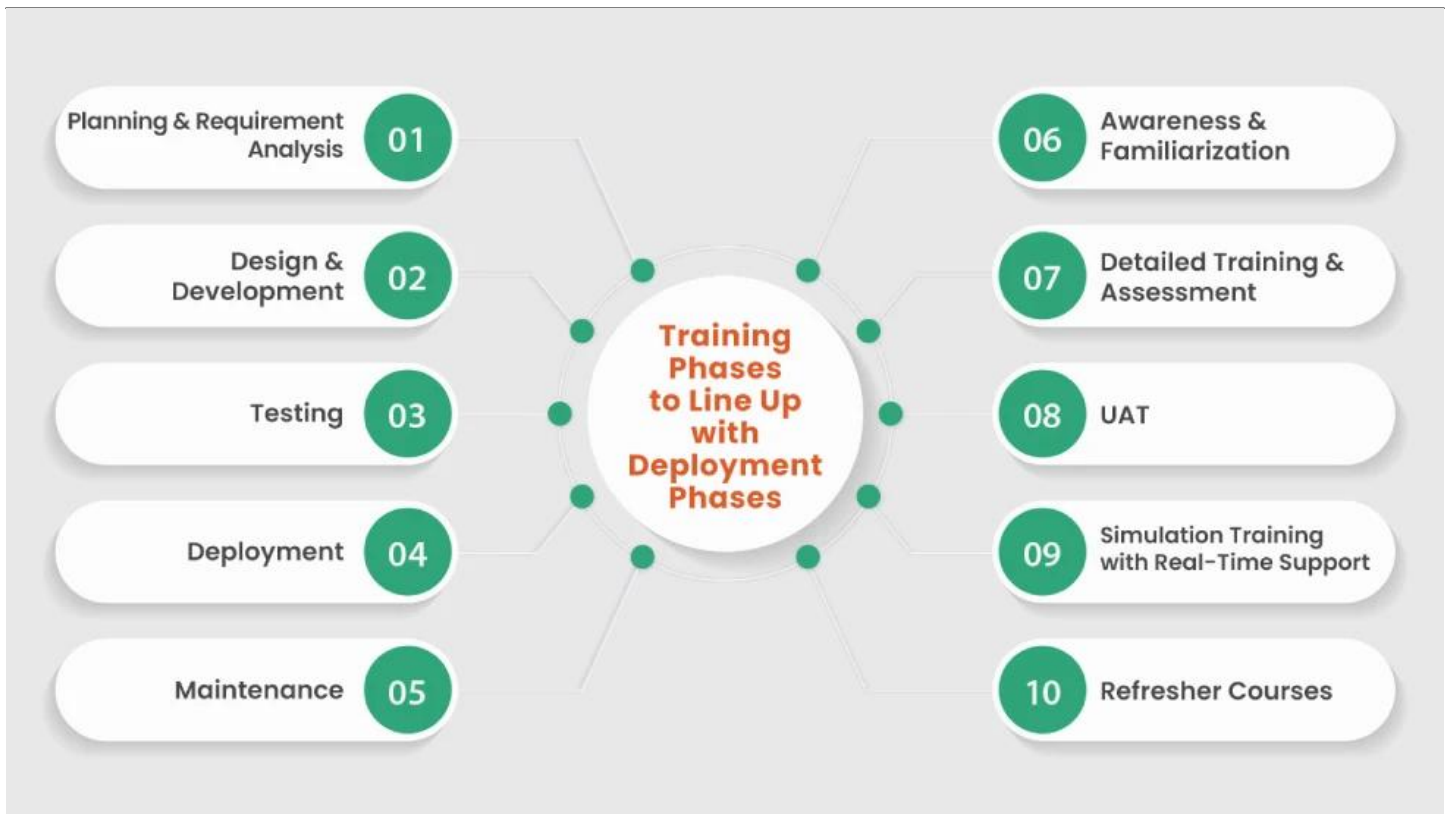 Planning & Requirement
Analysis
01
Design &
Development
02
Testing
03
Deployment
04
Maintenance
05
Training
Phases
to Line Up
with
Deployment
Phases
06
Awareness &
Familiarization
07
Detailed Training &
Assessment
08
UAT
09
Simulation Training
with Real-Time Support
10
Refresher Courses